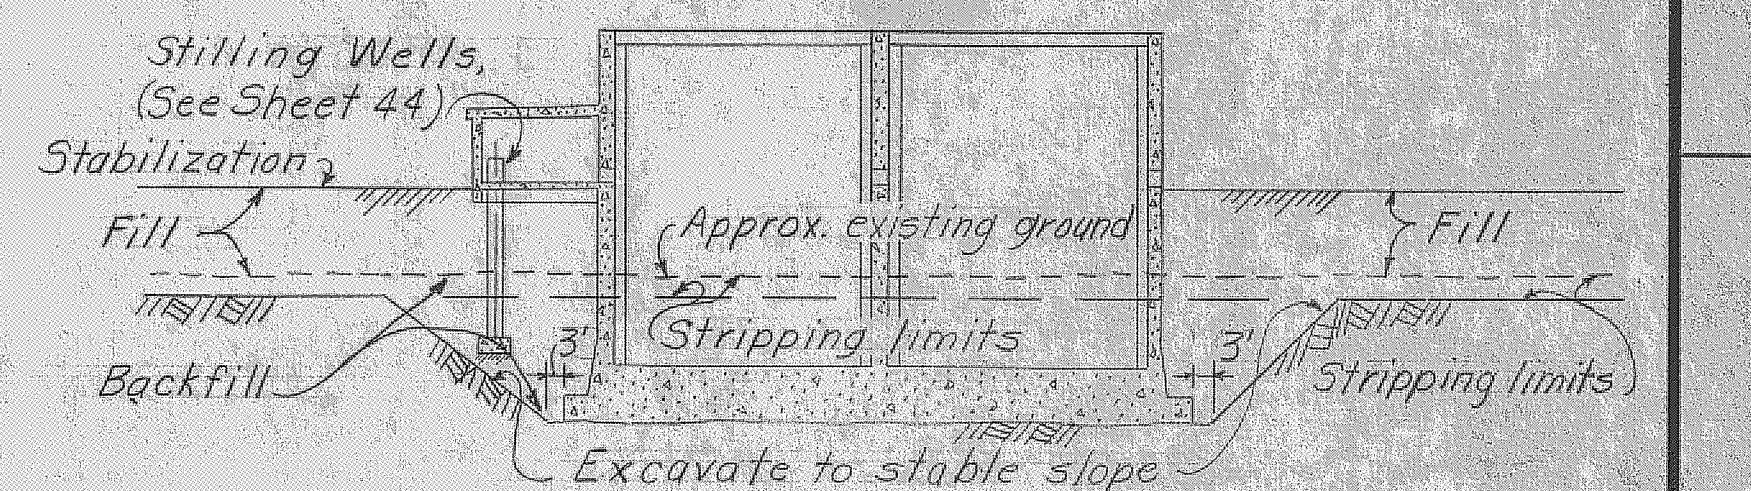 Stilling Wells,
(See Sheet 44)
Stabilization
Fill
Approx. existing ground
Fill
3'
Stripping limits
3'
Backfill
Stripping limits
Excavate to stable slope